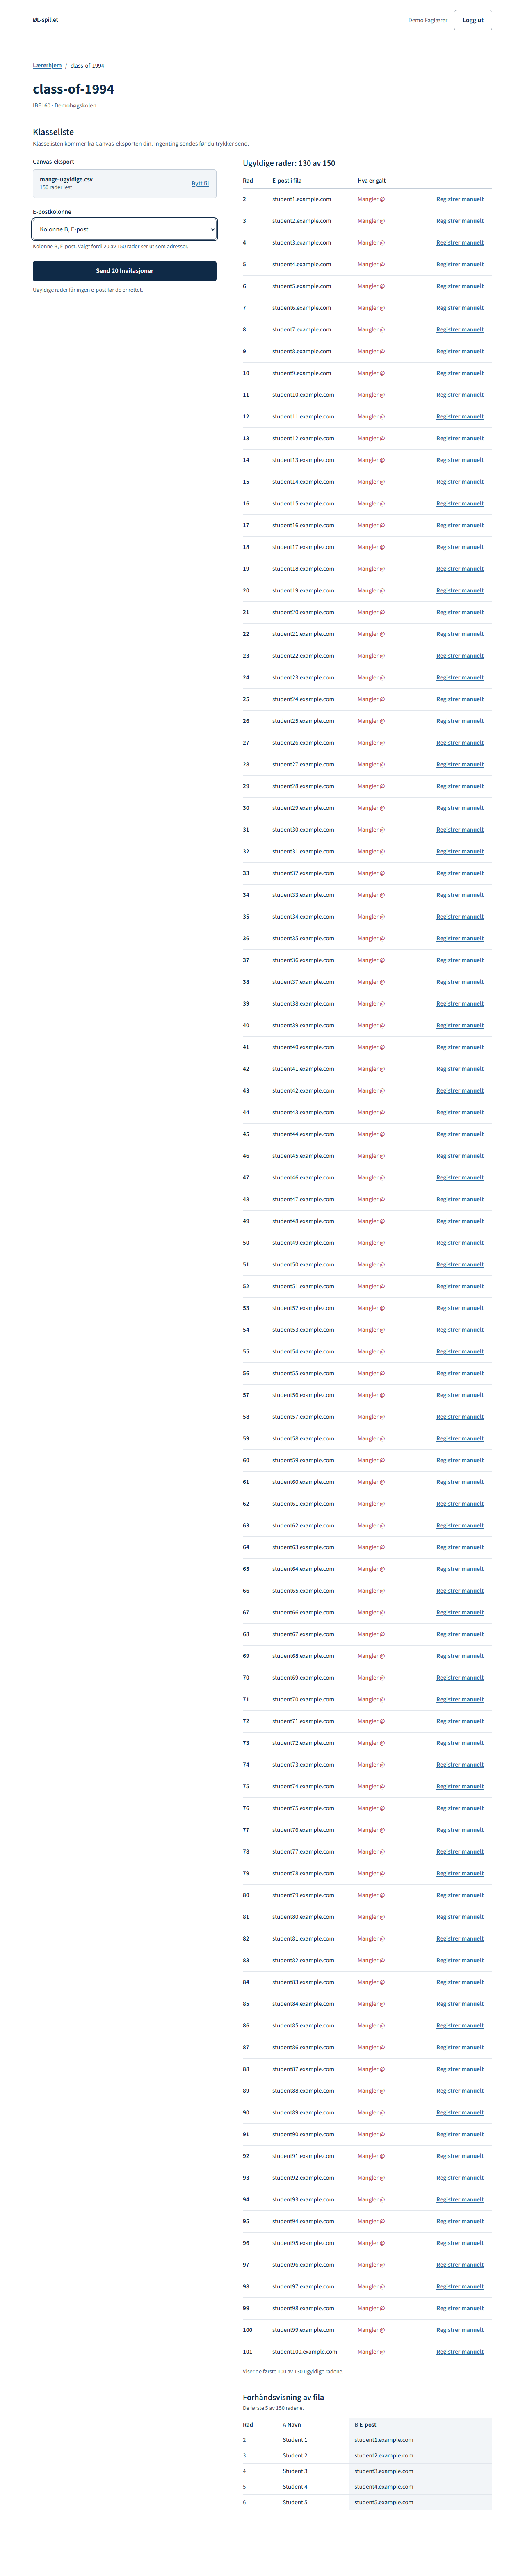 ØL-spillet
Demo Faglærer
Logg ut
Lærerhjem / class-of-1994
class-of-1994
IBE160 · Demohøgskolen
Klasseliste
Klasselisten kommer fra Canvas-eksporten din. Ingenting sendes før du trykker send.
Canvas-eksport
mange-ugyldige.csv
150 rader lest
Bytt fil
E-postkolonne
Kolonne B, E-post
Kolonne B, E-post. Valgt fordi 20 av 150 rader ser ut som adresser.
Send 20 Invitasjoner
Ugyldige rader får ingen e-post før de er rettet.
Ugyldige rader: 130 av 150
Rad E-post i fila Hva er galt
2 student1.example.com Mangler @ Registrer manuelt
3 student2.example.com Mangler @ Registrer manuelt
4 student3.example.com Mangler @ Registrer manuelt
5 student4.example.com Mangler @ Registrer manuelt
6 student5.example.com Mangler @ Registrer manuelt
7 student6.example.com Mangler @ Registrer manuelt
8 student7.example.com Mangler @ Registrer manuelt
9 student8.example.com Mangler @ Registrer manuelt
10 student9.example.com Mangler @ Registrer manuelt
11 student10.example.com Mangler @ Registrer manuelt
12 student11.example.com Mangler @ Registrer manuelt
13 student12.example.com Mangler @ Registrer manuelt
14 student13.example.com Mangler @ Registrer manuelt
15 student14.example.com Mangler @ Registrer manuelt
16 student15.example.com Mangler @ Registrer manuelt
17 student16.example.com Mangler @ Registrer manuelt
18 student17.example.com Mangler @ Registrer manuelt
19 student18.example.com Mangler @ Registrer manuelt
20 student19.example.com Mangler @ Registrer manuelt
21 student20.example.com Mangler @ Registrer manuelt
22 student21.example.com Mangler @ Registrer manuelt
23 student22.example.com Mangler @ Registrer manuelt
24 student23.example.com Mangler @ Registrer manuelt
25 student24.example.com Mangler @ Registrer manuelt
26 student25.example.com Mangler @ Registrer manuelt
27 student26.example.com Mangler @ Registrer manuelt
28 student27.example.com Mangler @ Registrer manuelt
29 student28.example.com Mangler @ Registrer manuelt
30 student29.example.com Mangler @ Registrer manuelt
31 student30.example.com Mangler @ Registrer manuelt
32 student31.example.com Mangler @ Registrer manuelt
33 student32.example.com Mangler @ Registrer manuelt
34 student33.example.com Mangler @ Registrer manuelt
35 student34.example.com Mangler @ Registrer manuelt
36 student35.example.com Mangler @ Registrer manuelt
37 student36.example.com Mangler @ Registrer manuelt
38 student37.example.com Mangler @ Registrer manuelt
39 student38.example.com Mangler @ Registrer manuelt
40 student39.example.com Mangler @ Registrer manuelt
41 student40.example.com Mangler @ Registrer manuelt
42 student41.example.com Mangler @ Registrer manuelt
43 student42.example.com Mangler @ Registrer manuelt
44 student43.example.com Mangler @ Registrer manuelt
45 student44.example.com Mangler @ Registrer manuelt
46 student45.example.com Mangler @ Registrer manuelt
47 student46.example.com Mangler @ Registrer manuelt
48 student47.example.com Mangler @ Registrer manuelt
49 student48.example.com Mangler @ Registrer manuelt
50 student49.example.com Mangler @ Registrer manuelt
51 student50.example.com Mangler @ Registrer manuelt
52 student51.example.com Mangler @ Registrer manuelt
53 student52.example.com Mangler @ Registrer manuelt
54 student53.example.com Mangler @ Registrer manuelt
55 student54.example.com Mangler @ Registrer manuelt
56 student55.example.com Mangler @ Registrer manuelt
57 student56.example.com Mangler @ Registrer manuelt
58 student57.example.com Mangler @ Registrer manuelt
59 student58.example.com Mangler @ Registrer manuelt
60 student59.example.com Mangler @ Registrer manuelt
61 student60.example.com Mangler @ Registrer manuelt
62 student61.example.com Mangler @ Registrer manuelt
63 student62.example.com Mangler @ Registrer manuelt
64 student63.example.com Mangler @ Registrer manuelt
65 student64.example.com Mangler @ Registrer manuelt
66 student65.example.com Mangler @ Registrer manuelt
67 student66.example.com Mangler @ Registrer manuelt
68 student67.example.com Mangler @ Registrer manuelt
69 student68.example.com Mangler @ Registrer manuelt
70 student69.example.com Mangler @ Registrer manuelt
71 student70.example.com Mangler @ Registrer manuelt
72 student71.example.com Mangler @ Registrer manuelt
73 student72.example.com Mangler @ Registrer manuelt
74 student73.example.com Mangler @ Registrer manuelt
75 student74.example.com Mangler @ Registrer manuelt
76 student75.example.com Mangler @ Registrer manuelt
77 student76.example.com Mangler @ Registrer manuelt
78 student77.example.com Mangler @ Registrer manuelt
79 student78.example.com Mangler @ Registrer manuelt
80 student79.example.com Mangler @ Registrer manuelt
81 student80.example.com Mangler @ Registrer manuelt
82 student81.example.com Mangler @ Registrer manuelt
83 student82.example.com Mangler @ Registrer manuelt
84 student83.example.com Mangler @ Registrer manuelt
85 student84.example.com Mangler @ Registrer manuelt
86 student85.example.com Mangler @ Registrer manuelt
87 student86.example.com Mangler @ Registrer manuelt
88 student87.example.com Mangler @ Registrer manuelt
89 student88.example.com Mangler @ Registrer manuelt
90 student89.example.com Mangler @ Registrer manuelt
91 student90.example.com Mangler @ Registrer manuelt
92 student91.example.com Mangler @ Registrer manuelt
93 student92.example.com Mangler @ Registrer manuelt
94 student93.example.com Mangler @ Registrer manuelt
95 student94.example.com Mangler @ Registrer manuelt
96 student95.example.com Mangler @ Registrer manuelt
97 student96.example.com Mangler @ Registrer manuelt
98 student97.example.com Mangler @ Registrer manuelt
99 student98.example.com Mangler @ Registrer manuelt
100 student99.example.com Mangler @ Registrer manuelt
101 student100.example.com Mangler @ Registrer manuelt
Viser de første 100 av 130 ugyldige radene.
Forhåndsvisning av fila
De første 5 av 150 radene.
Rad A Navn B E-post
2 Student 1 student1.example.com
3 Student 2 student2.example.com
4 Student 3 student3.example.com
5 Student 4 student4.example.com
6 Student 5 student5.example.com